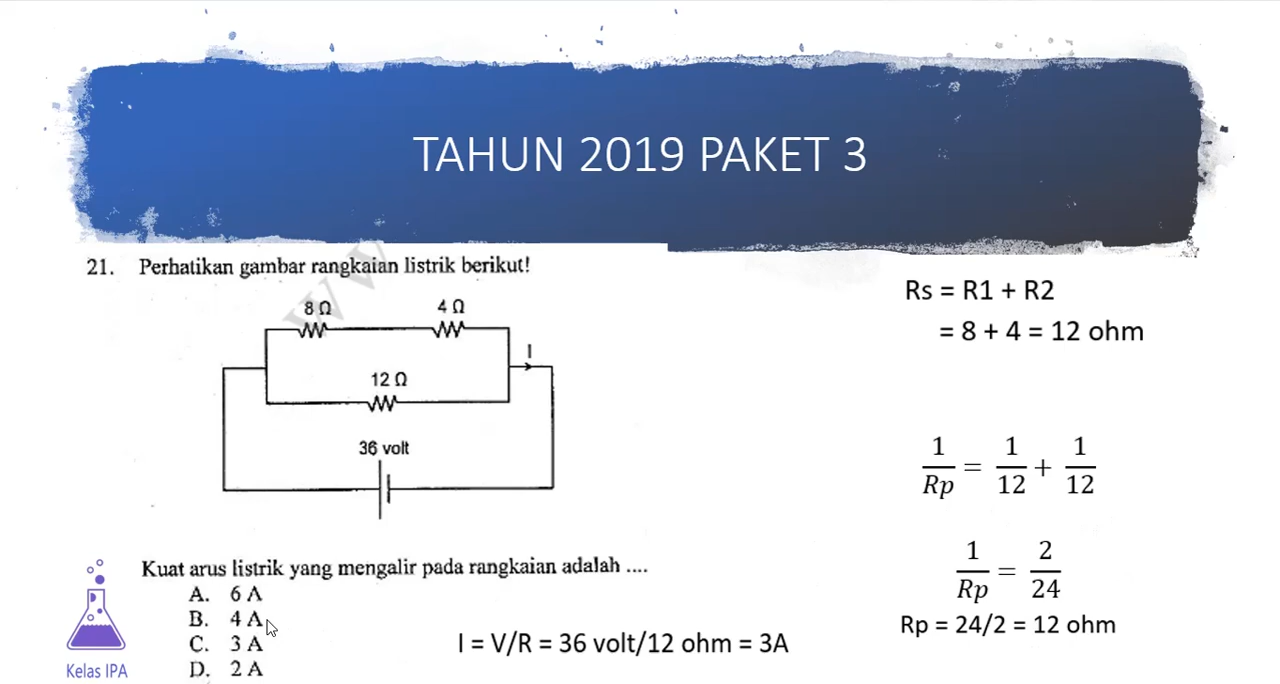 TAHUN 2019 PAKET 3
21. Perhatikan gambar rangkaian listrik berikut!
8 Ω
4 Ω
I
12 Ω
36 volt
Kuat arus listrik yang mengalir pada rangkaian adalah ....
A. 6 A
B. 4 A
C. 3 A
D. 2 A
Kelas IPA
I = V/R = 36 volt/12 ohm = 3A
Rs = R1 + R2
= 8 + 4 = 12 ohm
1/Rp = 1/12 + 1/12
1/Rp = 2/24
Rp = 24/2 = 12 ohm
WW